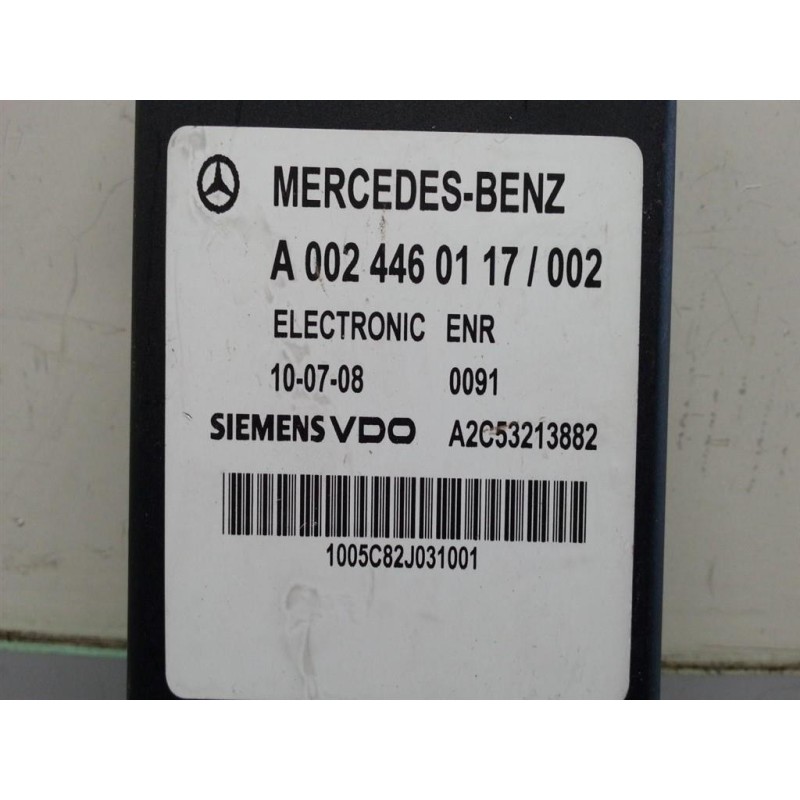 MERCEDES-BENZ
A 002 446 01 17 / 002
ELECTRONIC ENR
10-07-08 0091
SIEMENS VDO A2C53213882
1005C82J031001